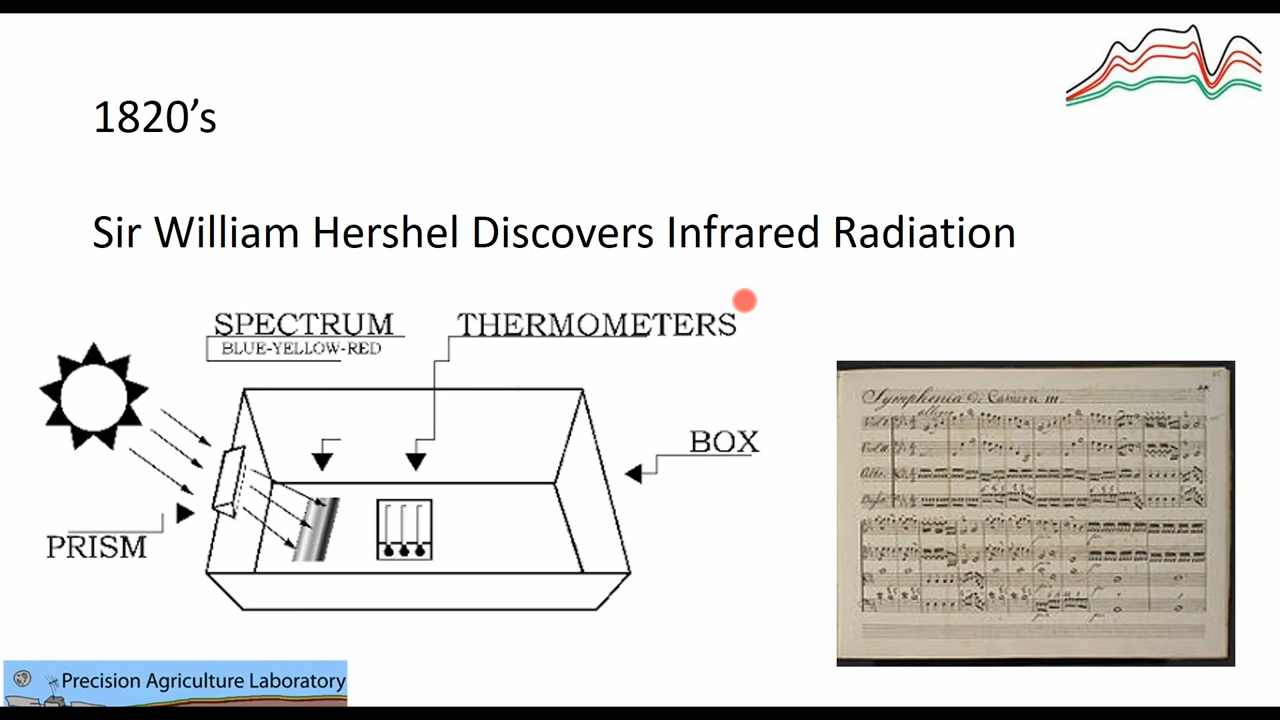 1820’s
Sir William Hershel Discovers Infrared Radiation
SPECTRUM
BLUE-YELLOW-RED
THERMOMETERS
BOX
PRISM
Precision Agriculture Laboratory